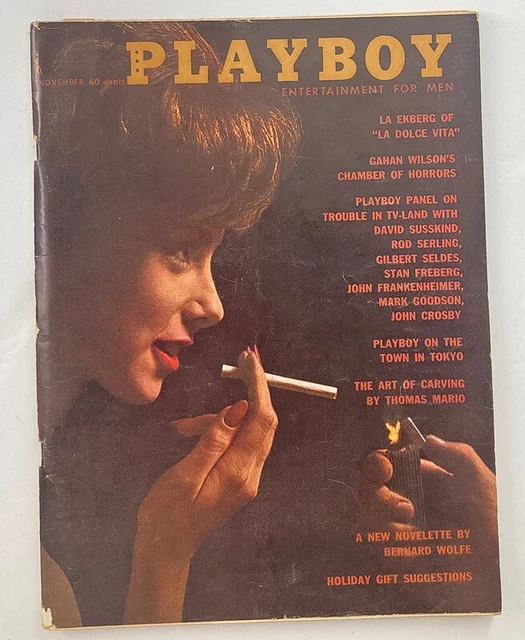 NOVEMBER 60 cents PLAYBOY
ENTERTAINMENT FOR MEN
LA EKBERG OF
"LA DOLCE VITA"
GAHAN WILSON'S
CHAMBER OF HORRORS
PLAYBOY PANEL ON
TROUBLE IN TV-LAND WITH
DAVID SUSSKIND,
ROD SERLING,
GILBERT SELDES,
STAN FREBERG,
JOHN FRANKENHEIMER,
MARK GOODSON,
JOHN CROSBY
PLAYBOY ON THE
TOWN IN TOKYO
THE ART OF CARVING
BY THOMAS MARIO
A NEW NOVELETTE BY
BERNARD WOLFE
HOLIDAY GIFT SUGGESTIONS